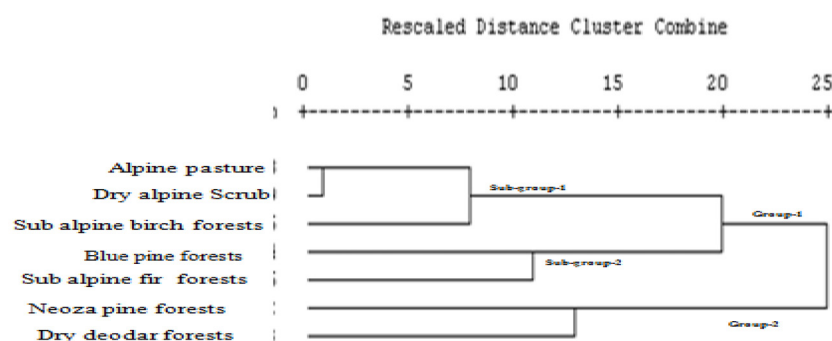 Rescaled Distance Cluster Combine
0 5 10 15 20 25
+---------+---------+---------+---------+---------+
Alpine pasture
Dry alpine Scrub
Sub-group-1
Sub alpine birch forests
Group-1
Blue pine forests
Sub-group-2
Sub alpine fir forests
Neoza pine forests
Group-2
Dry deodar forests